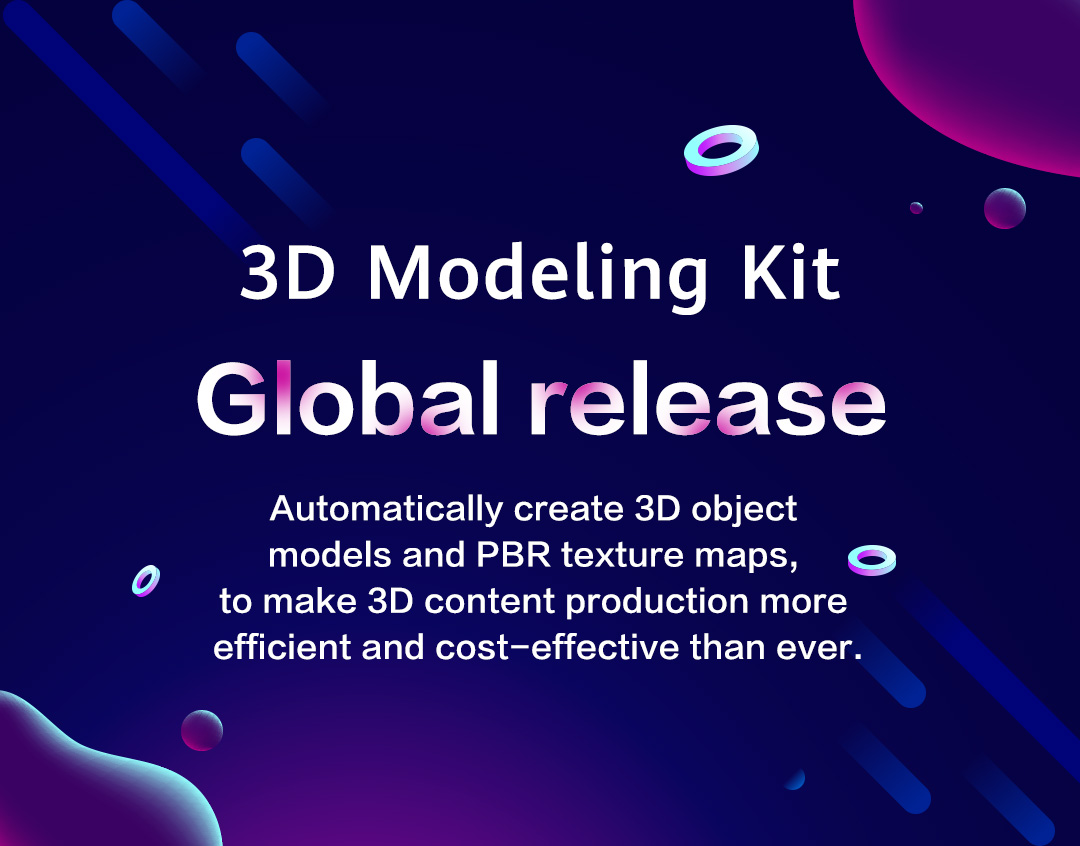 3D Modeling Kit
Global release
Automatically create 3D object
models and PBR texture maps,
to make 3D content production more
efficient and cost-effective than ever.